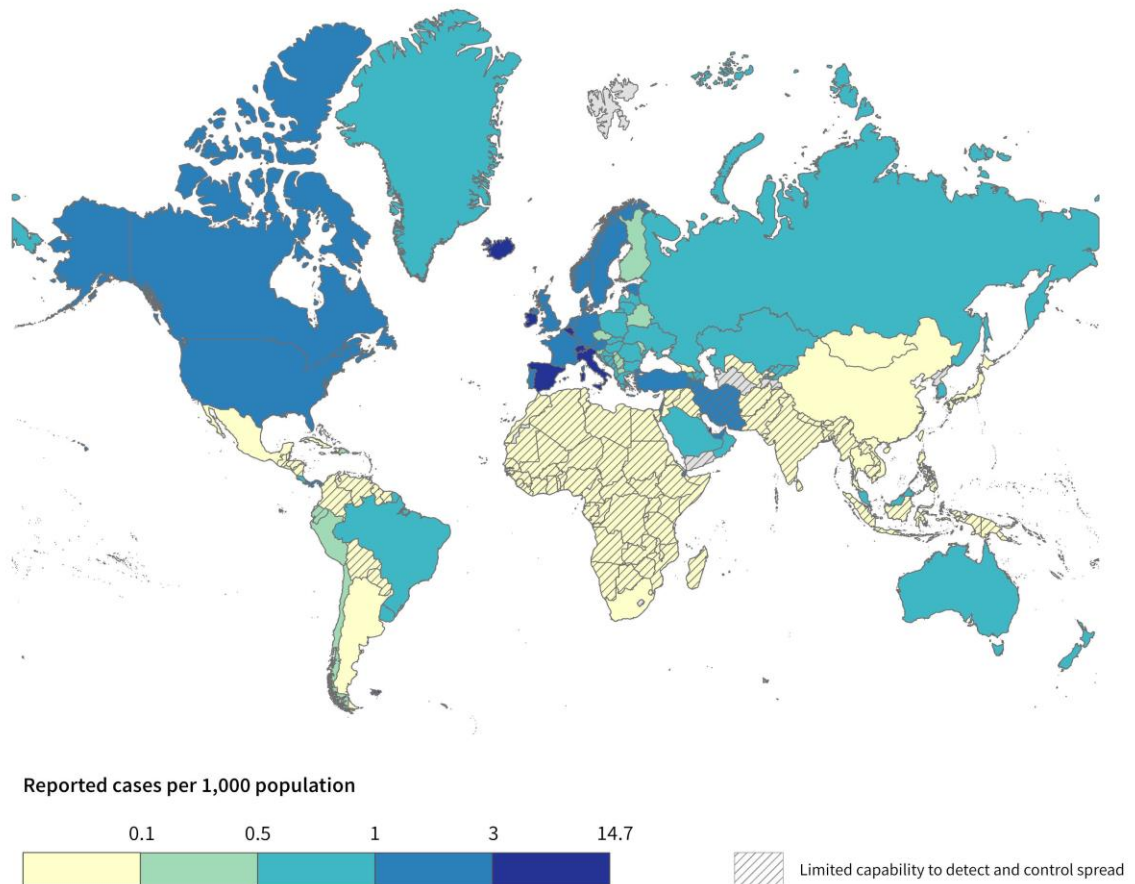 Reported cases per 1,000 population
0.1 0.5 1 3 14.7
Limited capability to detect and control spread